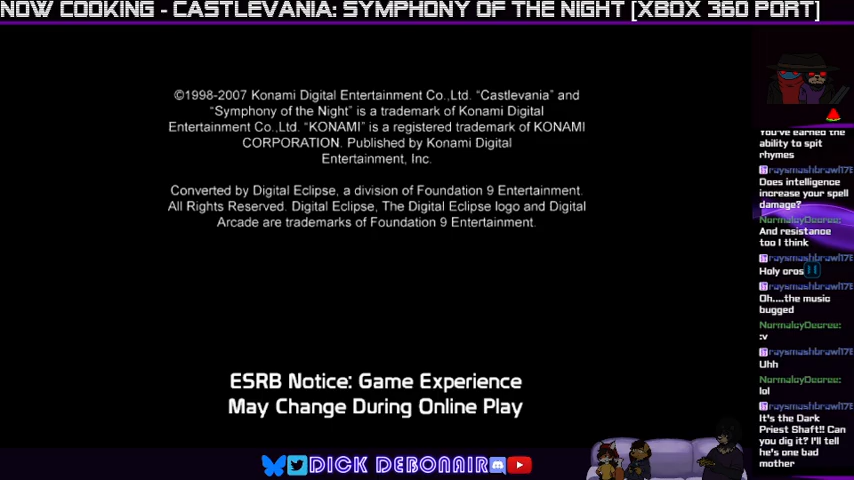 NOW COOKING - CASTLEVANIA: SYMPHONY OF THE NIGHT [XBOX 360 PORT]
©1998-2007 Konami Digital Entertainment Co.,Ltd. "Castlevania" and
"Symphony of the Night" is a trademark of Konami Digital
Entertainment Co.,Ltd. "KONAMI" is a registered trademark of KONAMI
CORPORATION. Published by Konami Digital
Entertainment, Inc.
Converted by Digital Eclipse, a division of Foundation 9 Entertainment.
All Rights Reserved. Digital Eclipse, The Digital Eclipse logo and Digital
Arcade are trademarks of Foundation 9 Entertainment.
ESRB Notice: Game Experience
May Change During Online Play
You've earned the
ability to spit
rhymes
raysmashbrawl178
Does intelligence
increase your spell
damage?
NormalcyDecree:
And resistance
too I think
raysmashbrawl178
Holy cros
raysmashbrawl178
Oh....the music
bugged
NormalcyDecree:
:v
raysmashbrawl178
Uhh
NormalcyDecree:
lol
raysmashbrawl178
It's the Dark
Priest Shaft!! Can
you dig it? I'll tell
he's one bad
mother
DICK DEBONAIR